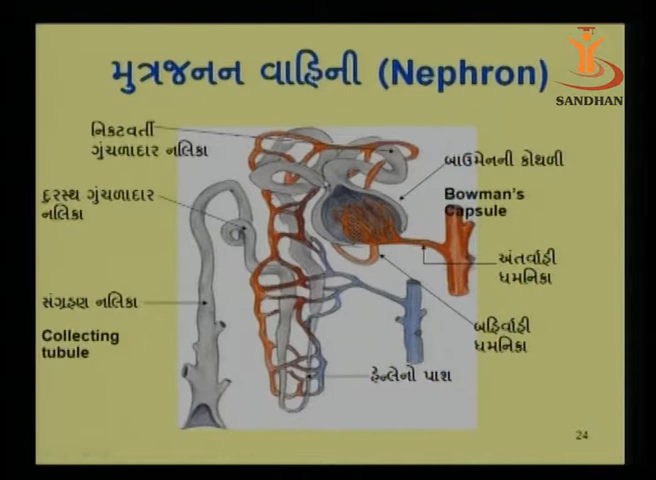 મુત્રજનન વાહિની (Nephron)
SANDHAN
નિકટવર્તી
ગુંચળાદાર નલિકા
બાઉમેનની કોથળી
દુરસ્થ ગુંચળાદાર
નલિકા
Bowman's
Capsule
અંતર્વાહી
ધમનિકા
સંગ્રહણ નલિકા
Collecting
tubule
બહિર્વાહી
ધમનિકા
હેન્લેનો પાશ
24